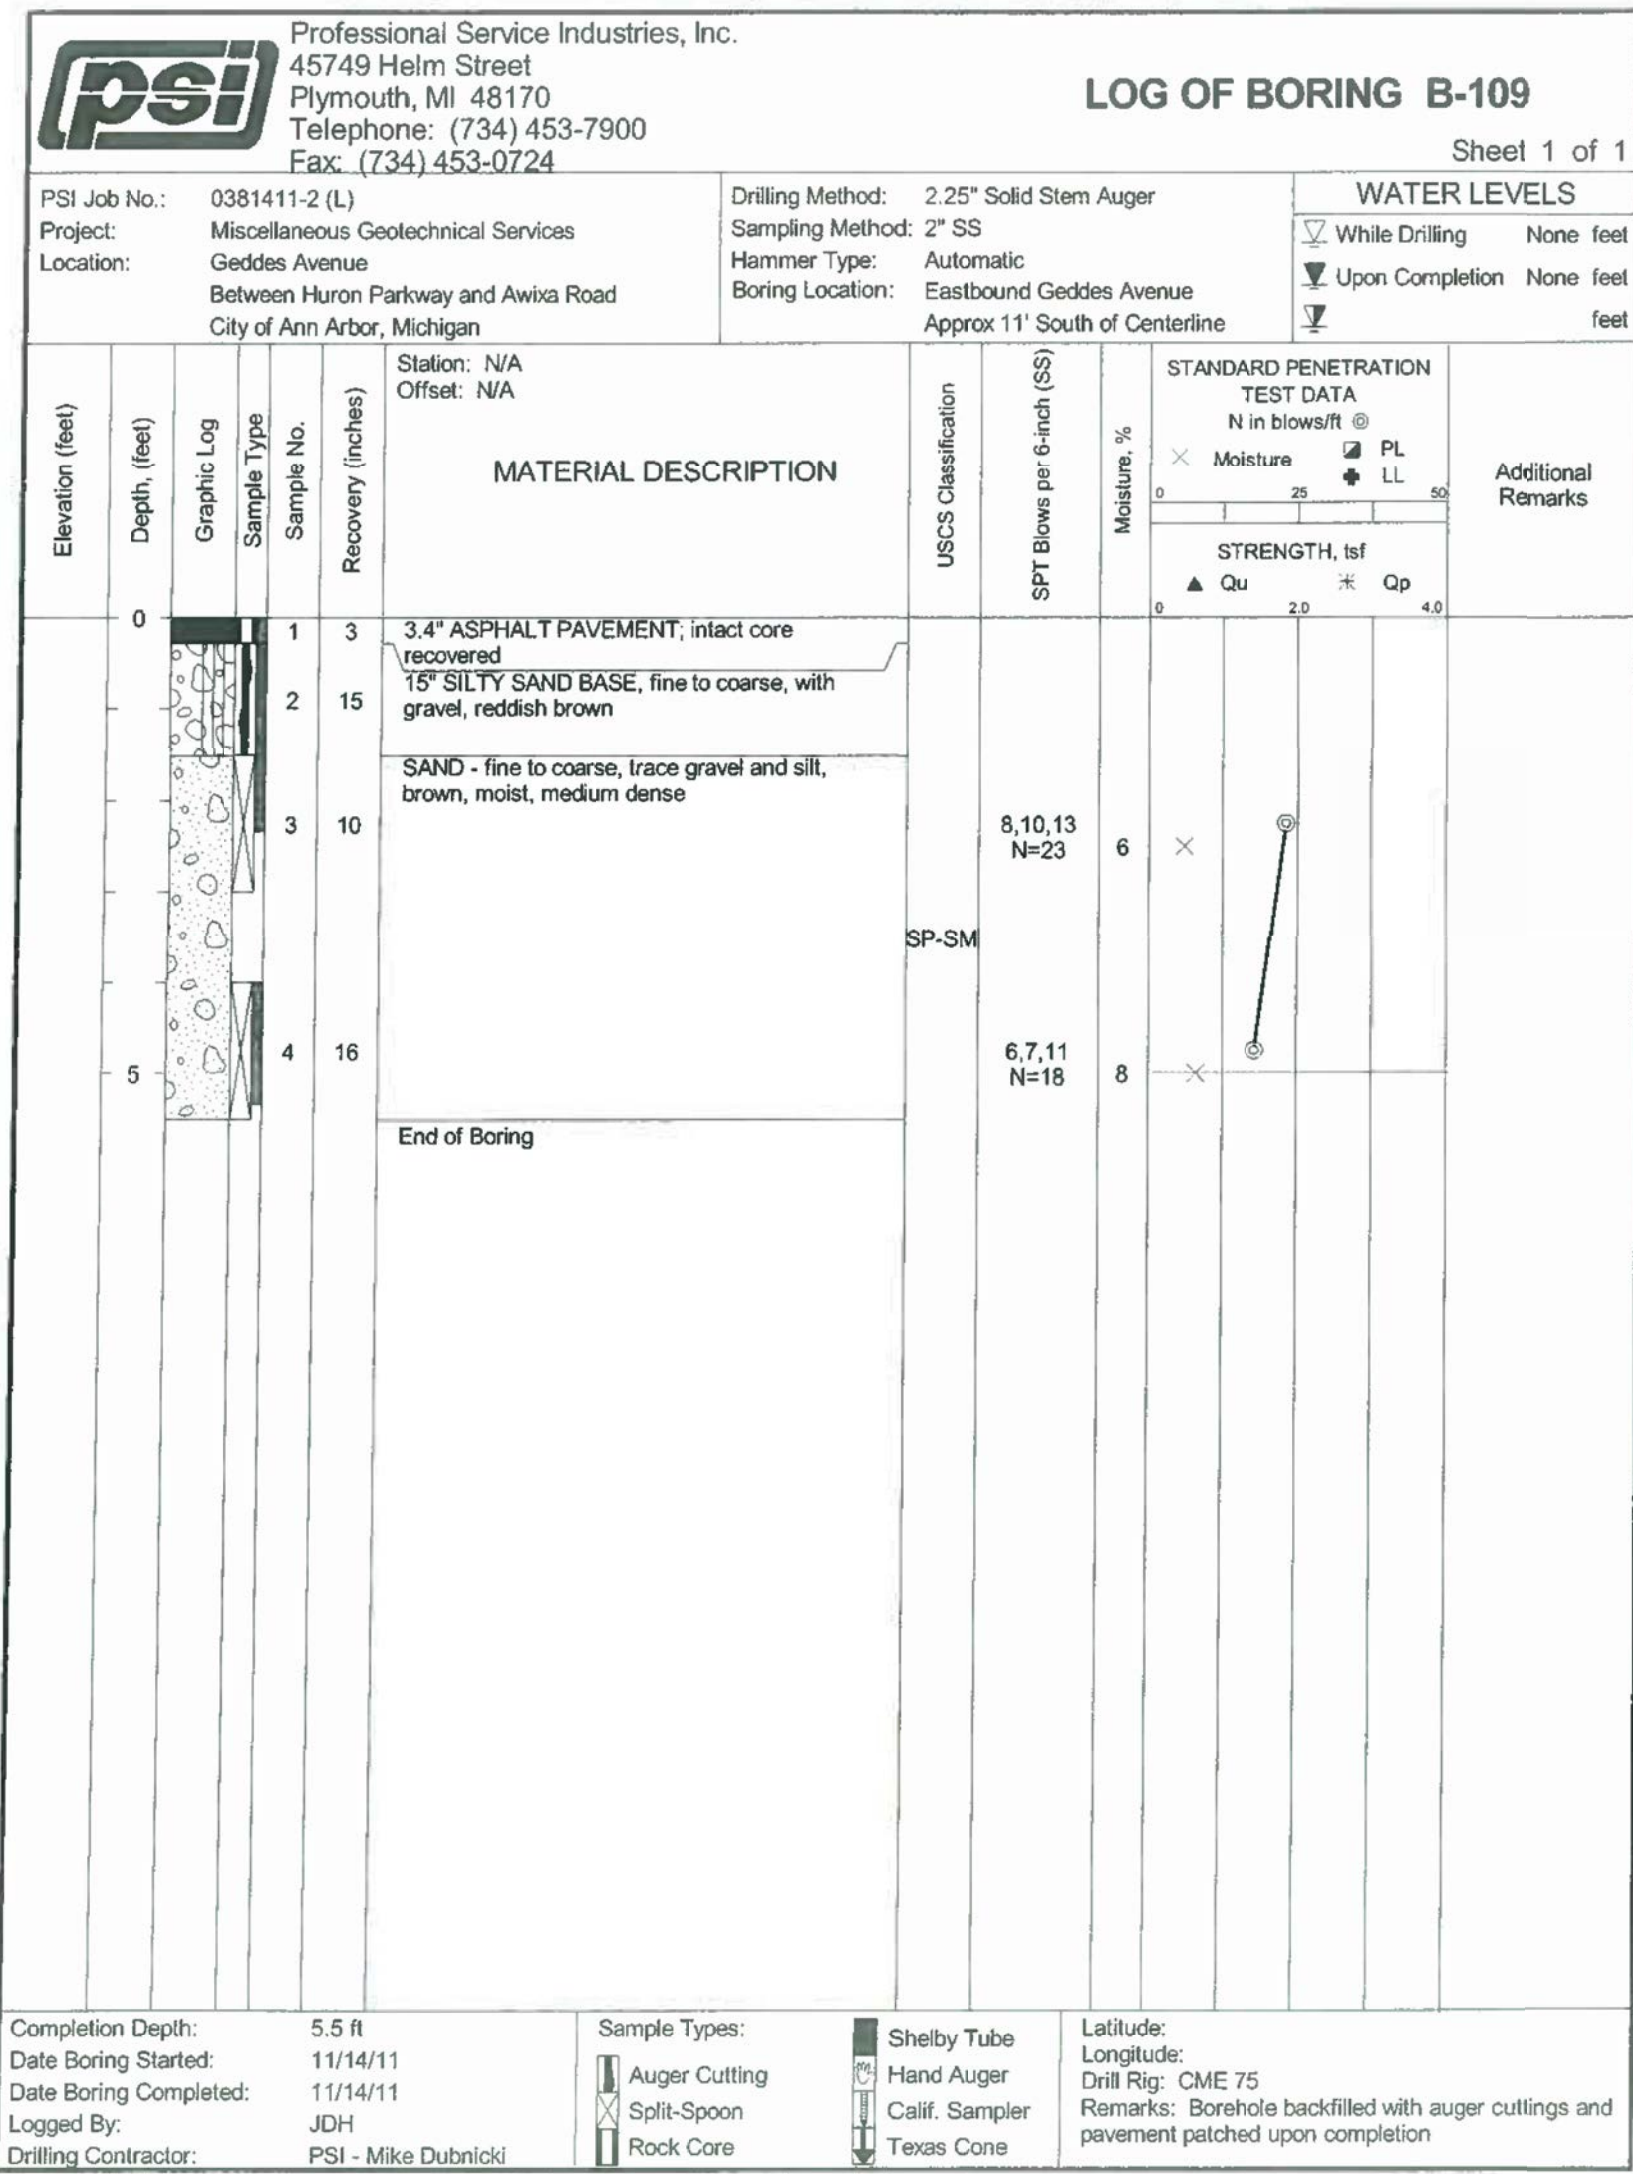 psi
Professional Service Industries, Inc.
45749 Helm Street
Plymouth, MI 48170
Telephone: (734) 453-7900
Fax: (734) 453-0724
LOG OF BORING B-109
Sheet 1 of 1
PSI Job No.: 0381411-2 (L)
Project: Miscellaneous Geotechnical Services
Location: Geddes Avenue
Between Huron Parkway and Awixa Road
City of Ann Arbor, Michigan
Drilling Method: 2.25" Solid Stem Auger
Sampling Method: 2" SS
Hammer Type: Automatic
Boring Location: Eastbound Geddes Avenue
Approx 11' South of Centerline
WATER LEVELS
While Drilling None feet
Upon Completion None feet
feet
Elevation (feet)
Depth, (feet)
Graphic Log
Sample Type
Sample No.
Recovery (inches)
Station: N/A
Offset: N/A
MATERIAL DESCRIPTION
USCS Classification
SPT Blows per 6-inch (SS)
Moisture, %
STANDARD PENETRATION
TEST DATA
N in blows/ft
Moisture PL
LL
0 25 50
STRENGTH, tsf
Qu Qp
0 2.0 4.0
Additional
Remarks
0
1 3 3.4" ASPHALT PAVEMENT; intact core
recovered
15" SILTY SAND BASE, fine to coarse, with
2 15 gravel, reddish brown
SAND - fine to coarse, trace gravel and silt,
brown, moist, medium dense
3 10 8,10,13
N=23 6
SP-SM
4 16 6,7,11
5 N=18 8
End of Boring
Completion Depth: 5.5 ft
Date Boring Started: 11/14/11
Date Boring Completed: 11/14/11
Logged By: JDH
Drilling Contractor: PSI - Mike Dubnicki
Sample Types:
Auger Cutting
Split-Spoon
Rock Core
Shelby Tube
Hand Auger
Calif. Sampler
Texas Cone
Latitude:
Longitude:
Drill Rig: CME 75
Remarks: Borehole backfilled with auger cuttings and
pavement patched upon completion